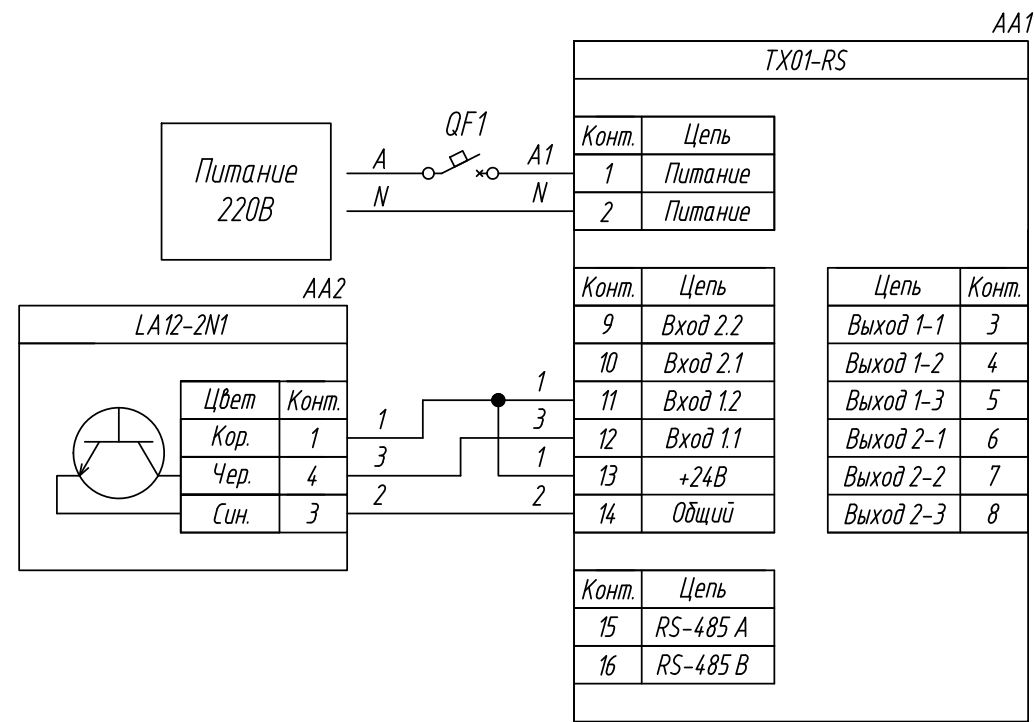 AA1
TX01-RS
QF1
Питание
220В
A
A1
N
N
Конт. Цепь
1 Питание
2 Питание
AA2
LA12-2N1
Цвет Конт.
Кор. 1
Чер. 4
Син. 3
1
3
2
1
3
1
2
Конт. Цепь
9 Вход 2.2
10 Вход 2.1
11 Вход 1.2
12 Вход 1.1
13 +24В
14 Общий
Цепь Конт.
Выход 1-1 3
Выход 1-2 4
Выход 1-3 5
Выход 2-1 6
Выход 2-2 7
Выход 2-3 8
Конт. Цепь
15 RS-485 A
16 RS-485 B